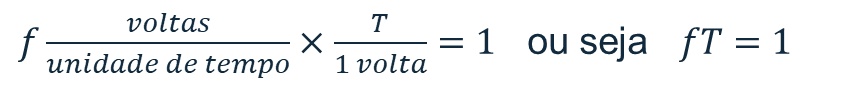 f voltas/unidade de tempo × T/1 volta = 1 ou seja fT = 1